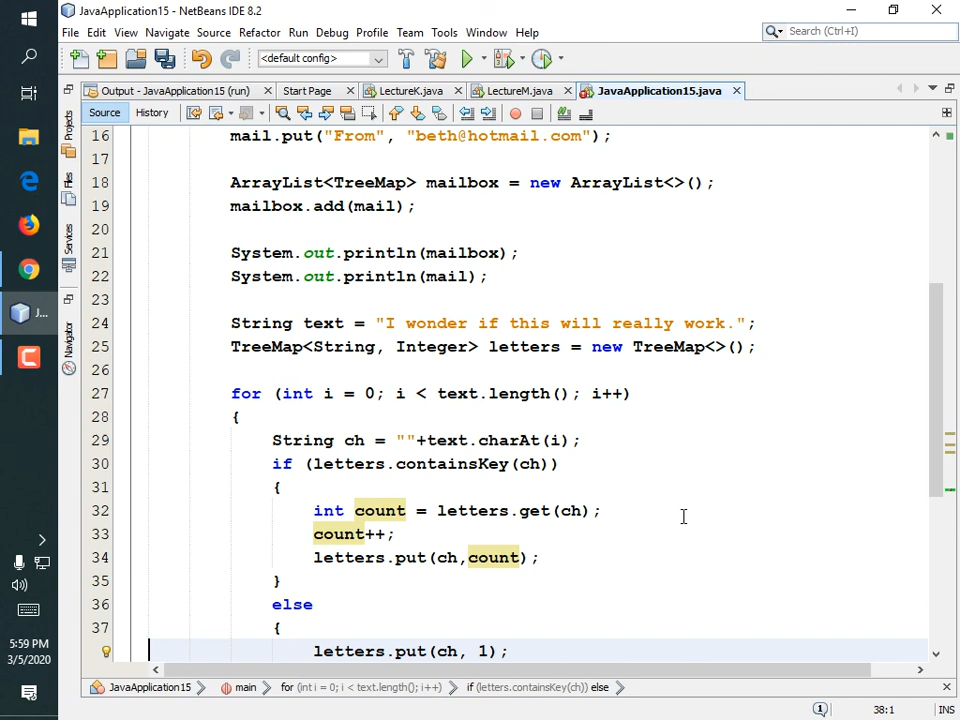 JavaApplication15 - NetBeans IDE 8.2
File Edit View Navigate Source Refactor Run Debug Profile Team Tools Window Help
Search (Ctrl+I)
<default config>
Output - JavaApplication15 (run) Start Page LectureK.java LectureM.java JavaApplication15.java
Source History
Projects
Files
Services
Navigator
16 mail.put("From", "beth@hotmail.com");
17
18 ArrayList<TreeMap> mailbox = new ArrayList<>();
19 mailbox.add(mail);
20
21 System.out.println(mailbox);
22 System.out.println(mail);
23
24 String text = "I wonder if this will really work.";
25 TreeMap<String, Integer> letters = new TreeMap<>();
26
27 for (int i = 0; i < text.length(); i++)
28 {
29 String ch = ""+text.charAt(i);
30 if (letters.containsKey(ch))
31 {
32 int count = letters.get(ch);
33 count++;
34 letters.put(ch,count);
35 }
36 else
37 {
letters.put(ch, 1);
JavaApplication15 main for (int i = 0; i < text.length(); i++) if (letters.containsKey(ch)) else
1 38:1 INS
J...
5:59 PM
3/5/2020